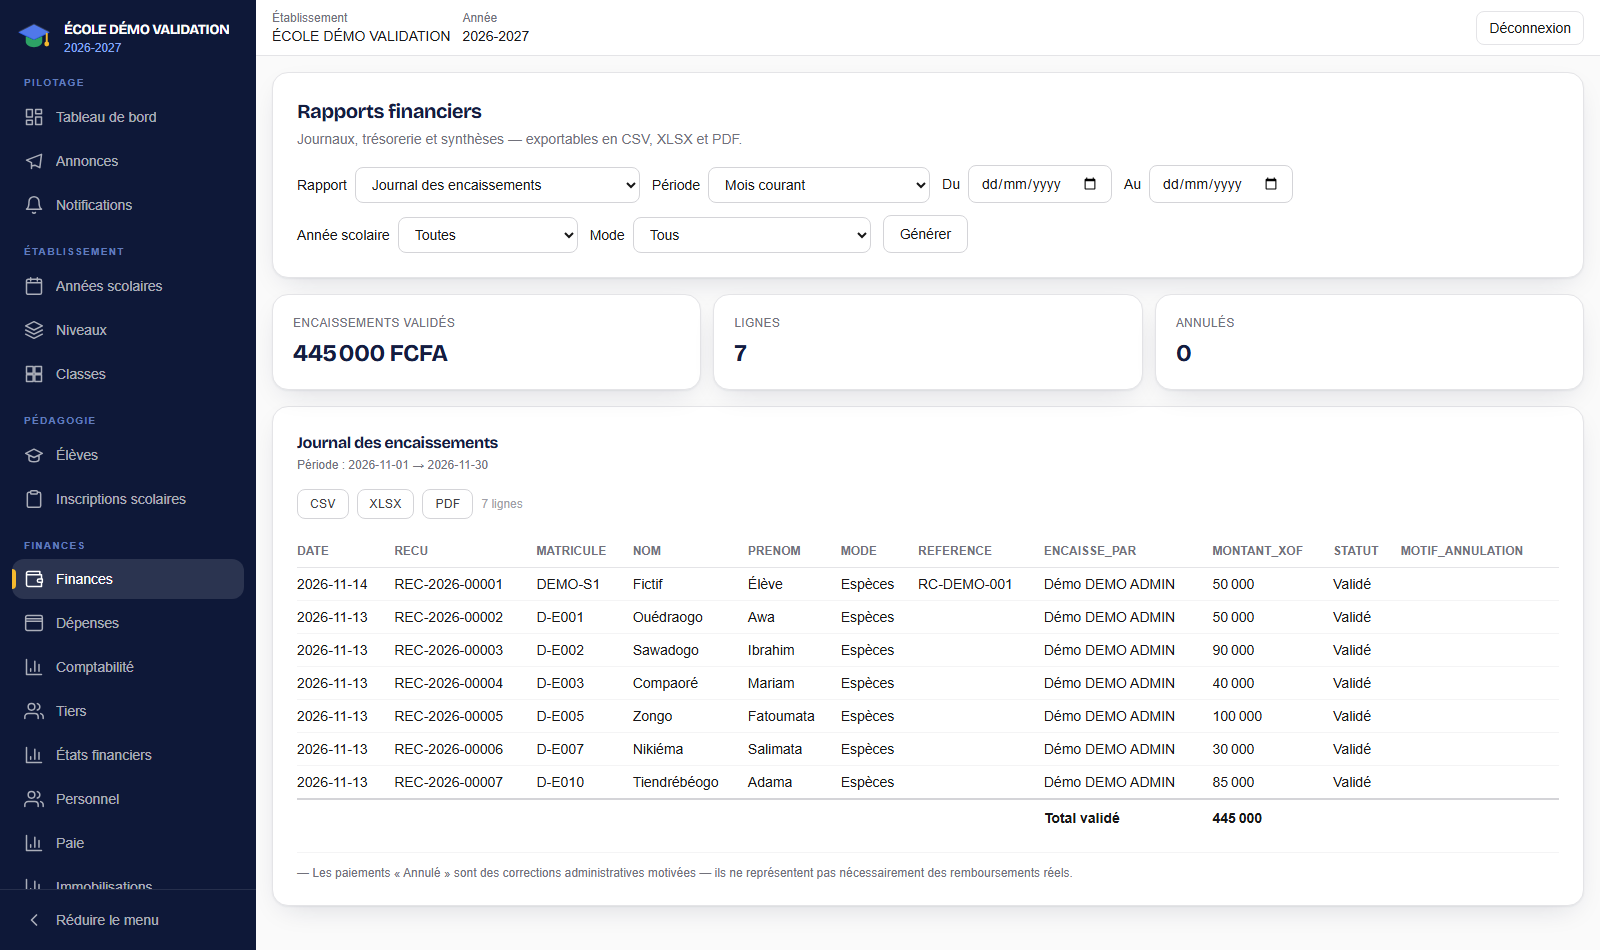 ÉCOLE DÉMO VALIDATION
2026-2027
PILOTAGE
Tableau de bord
Annonces
Notifications
ÉTABLISSEMENT
Années scolaires
Niveaux
Classes
PÉDAGOGIE
Élèves
Inscriptions scolaires
FINANCES
Finances
Dépenses
Comptabilité
Tiers
États financiers
Personnel
Paie
Immobilisations
Réduire le menu
Établissement Année
ÉCOLE DÉMO VALIDATION 2026-2027
Déconnexion
Rapports financiers
Journaux, trésorerie et synthèses — exportables en CSV, XLSX et PDF.
Rapport Journal des encaissements Période Mois courant Du dd/mm/yyyy Au dd/mm/yyyy
Année scolaire Toutes Mode Tous Générer
ENCAISSEMENTS VALIDÉS
445 000 FCFA
LIGNES
7
ANNULÉS
0
Journal des encaissements
Période : 2026-11-01 → 2026-11-30
CSV XLSX PDF 7 lignes
DATE RECU MATRICULE NOM PRENOM MODE REFERENCE ENCAISSE_PAR MONTANT_XOF STATUT MOTIF_ANNULATION
2026-11-14 REC-2026-00001 DEMO-S1 Fictif Élève Espèces RC-DEMO-001 Démo DEMO ADMIN 50 000 Validé
2026-11-13 REC-2026-00002 D-E001 Ouédraogo Awa Espèces Démo DEMO ADMIN 50 000 Validé
2026-11-13 REC-2026-00003 D-E002 Sawadogo Ibrahim Espèces Démo DEMO ADMIN 90 000 Validé
2026-11-13 REC-2026-00004 D-E003 Compaoré Mariam Espèces Démo DEMO ADMIN 40 000 Validé
2026-11-13 REC-2026-00005 D-E005 Zongo Fatoumata Espèces Démo DEMO ADMIN 100 000 Validé
2026-11-13 REC-2026-00006 D-E007 Nikiéma Salimata Espèces Démo DEMO ADMIN 30 000 Validé
2026-11-13 REC-2026-00007 D-E010 Tiendrébéogo Adama Espèces Démo DEMO ADMIN 85 000 Validé
Total validé 445 000
— Les paiements « Annulé » sont des corrections administratives motivées — ils ne représentent pas nécessairement des remboursements réels.